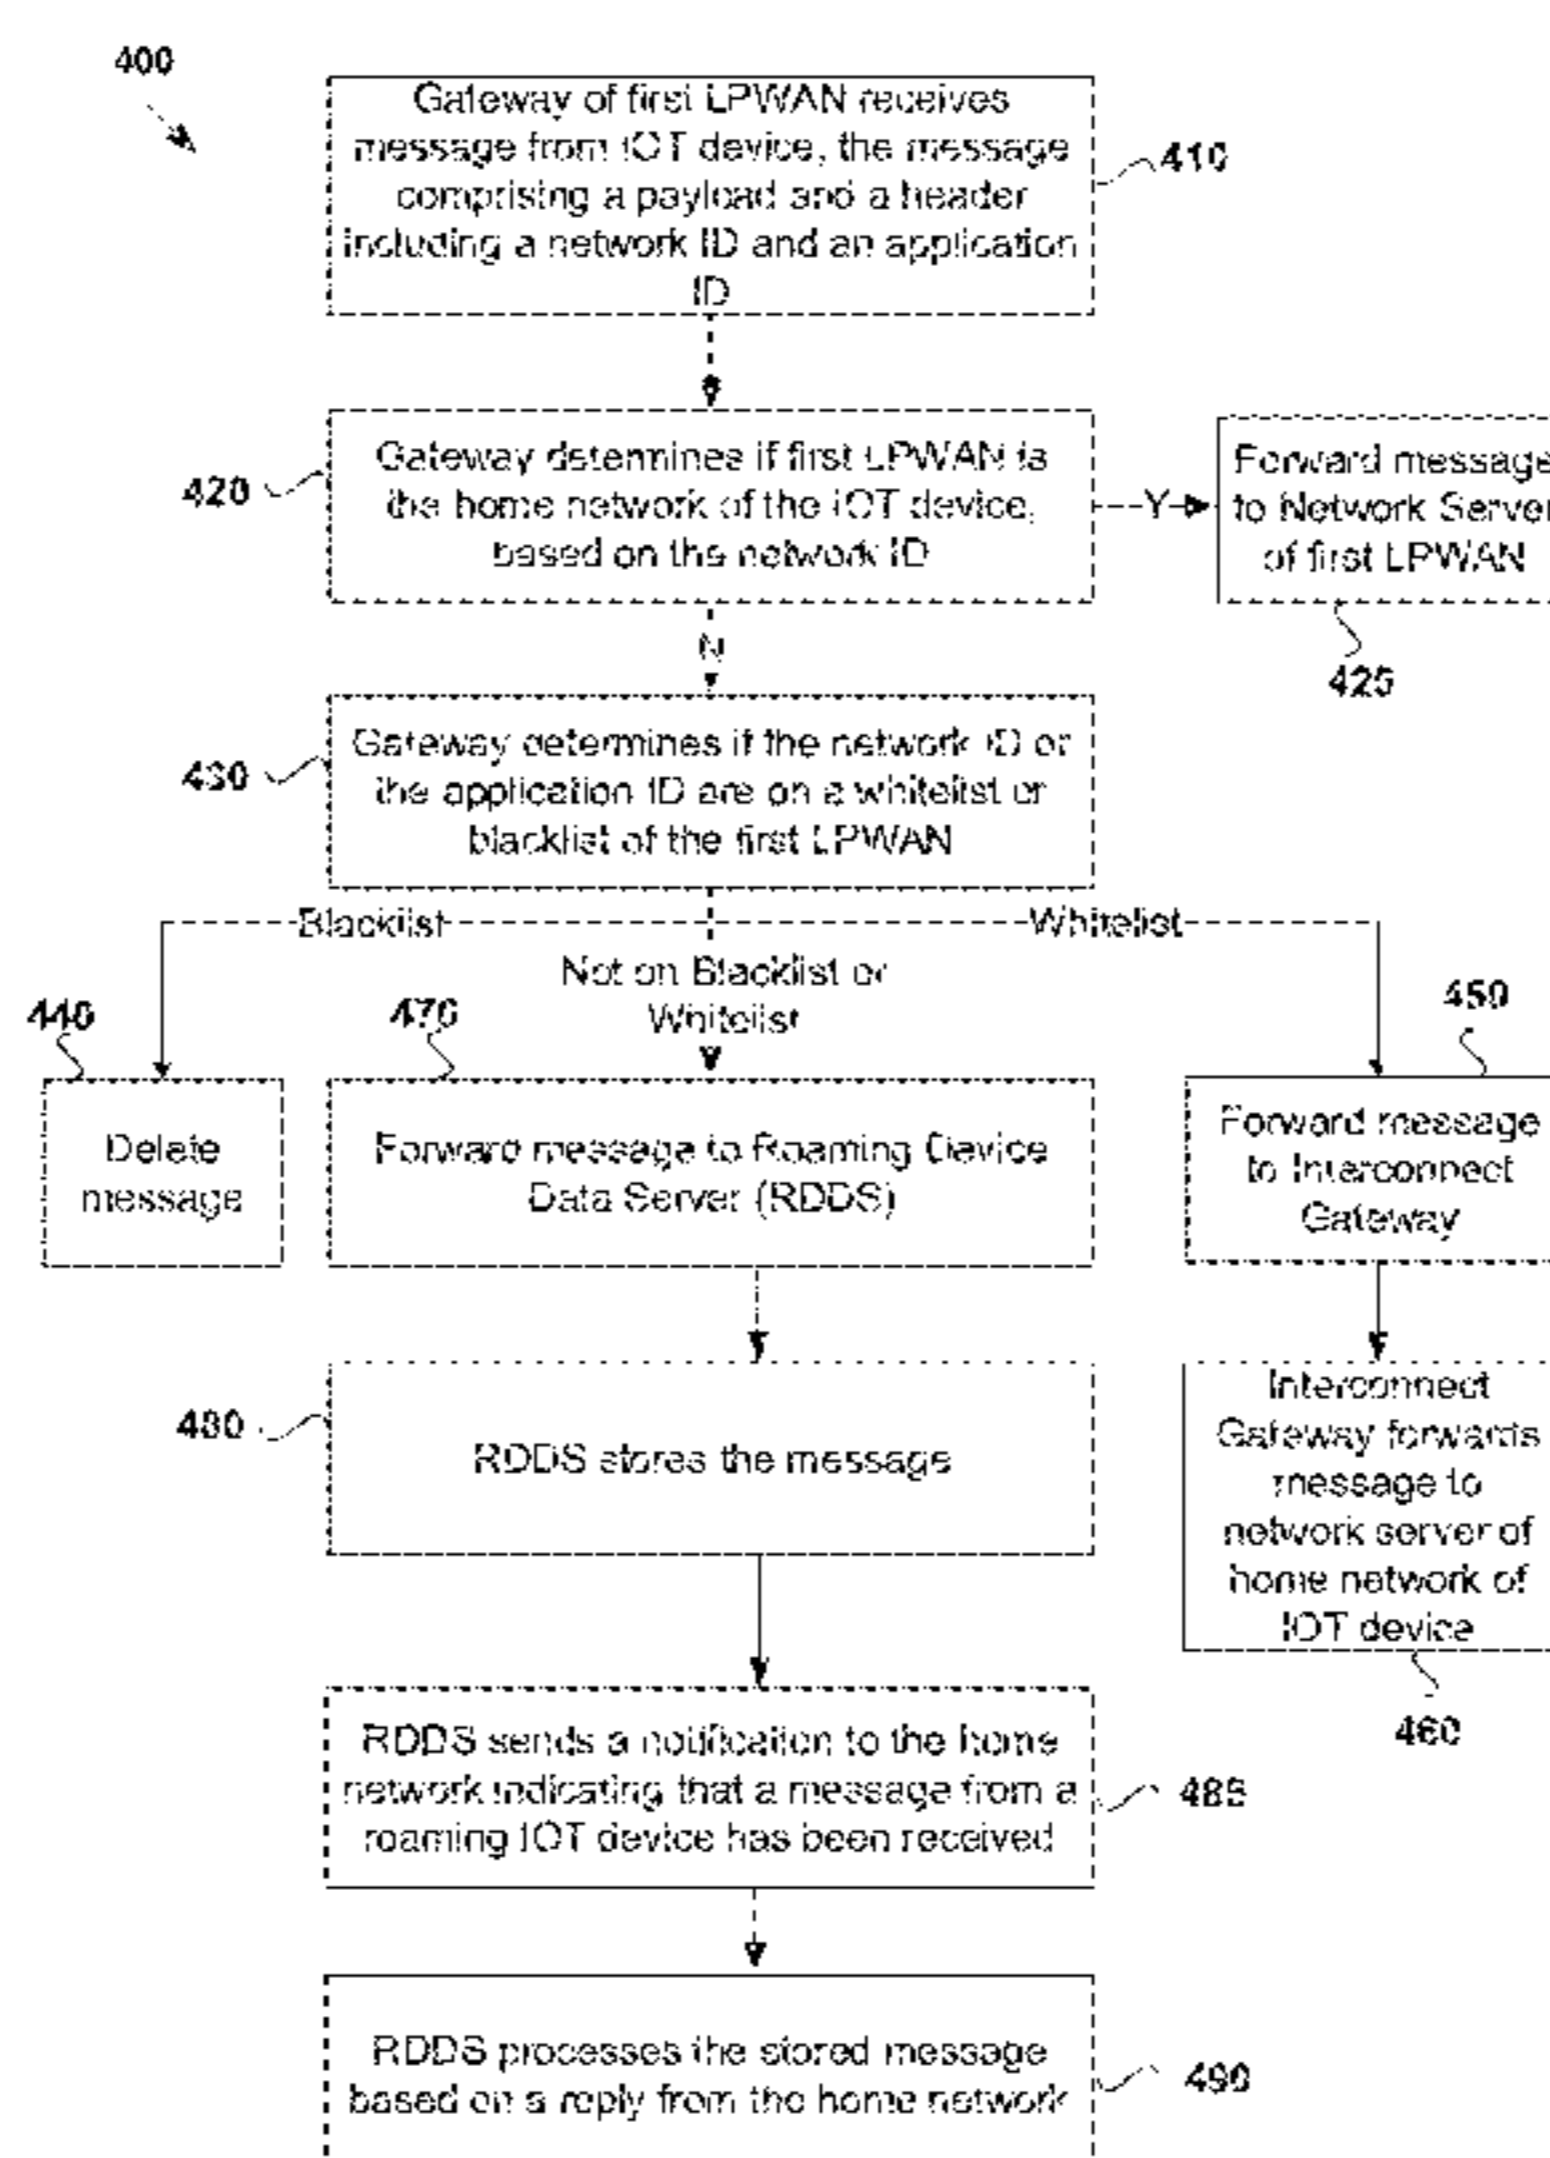 400
Gateway of first LPWAN receives
message from IOT device, the message
comprising a payload and a header
including a network ID and an application
ID
410
Gateway determines if first LPWAN is
the home network of the IOT device,
based on the network ID
420
Y
Forward message
to Network Server
of first LPWAN
425
N
Gateway determines if the network ID or
the application ID are on a whitelist or
blacklist of the first LPWAN
430
Blacklist
Whitelist
Not on Blacklist or
Whitelist
440
470
450
Delete
message
Forward message to Roaming Device
Data Server (RDDS)
Forward message
to Interconnect
Gateway
480
RDDS stores the message
Interconnect
Gateway forwards
message to
network server of
home network of
IOT device
460
RDDS sends a notification to the home
network indicating that a message from a
roaming IOT device has been received
485
RDDS processes the stored message
based on a reply from the home network
490